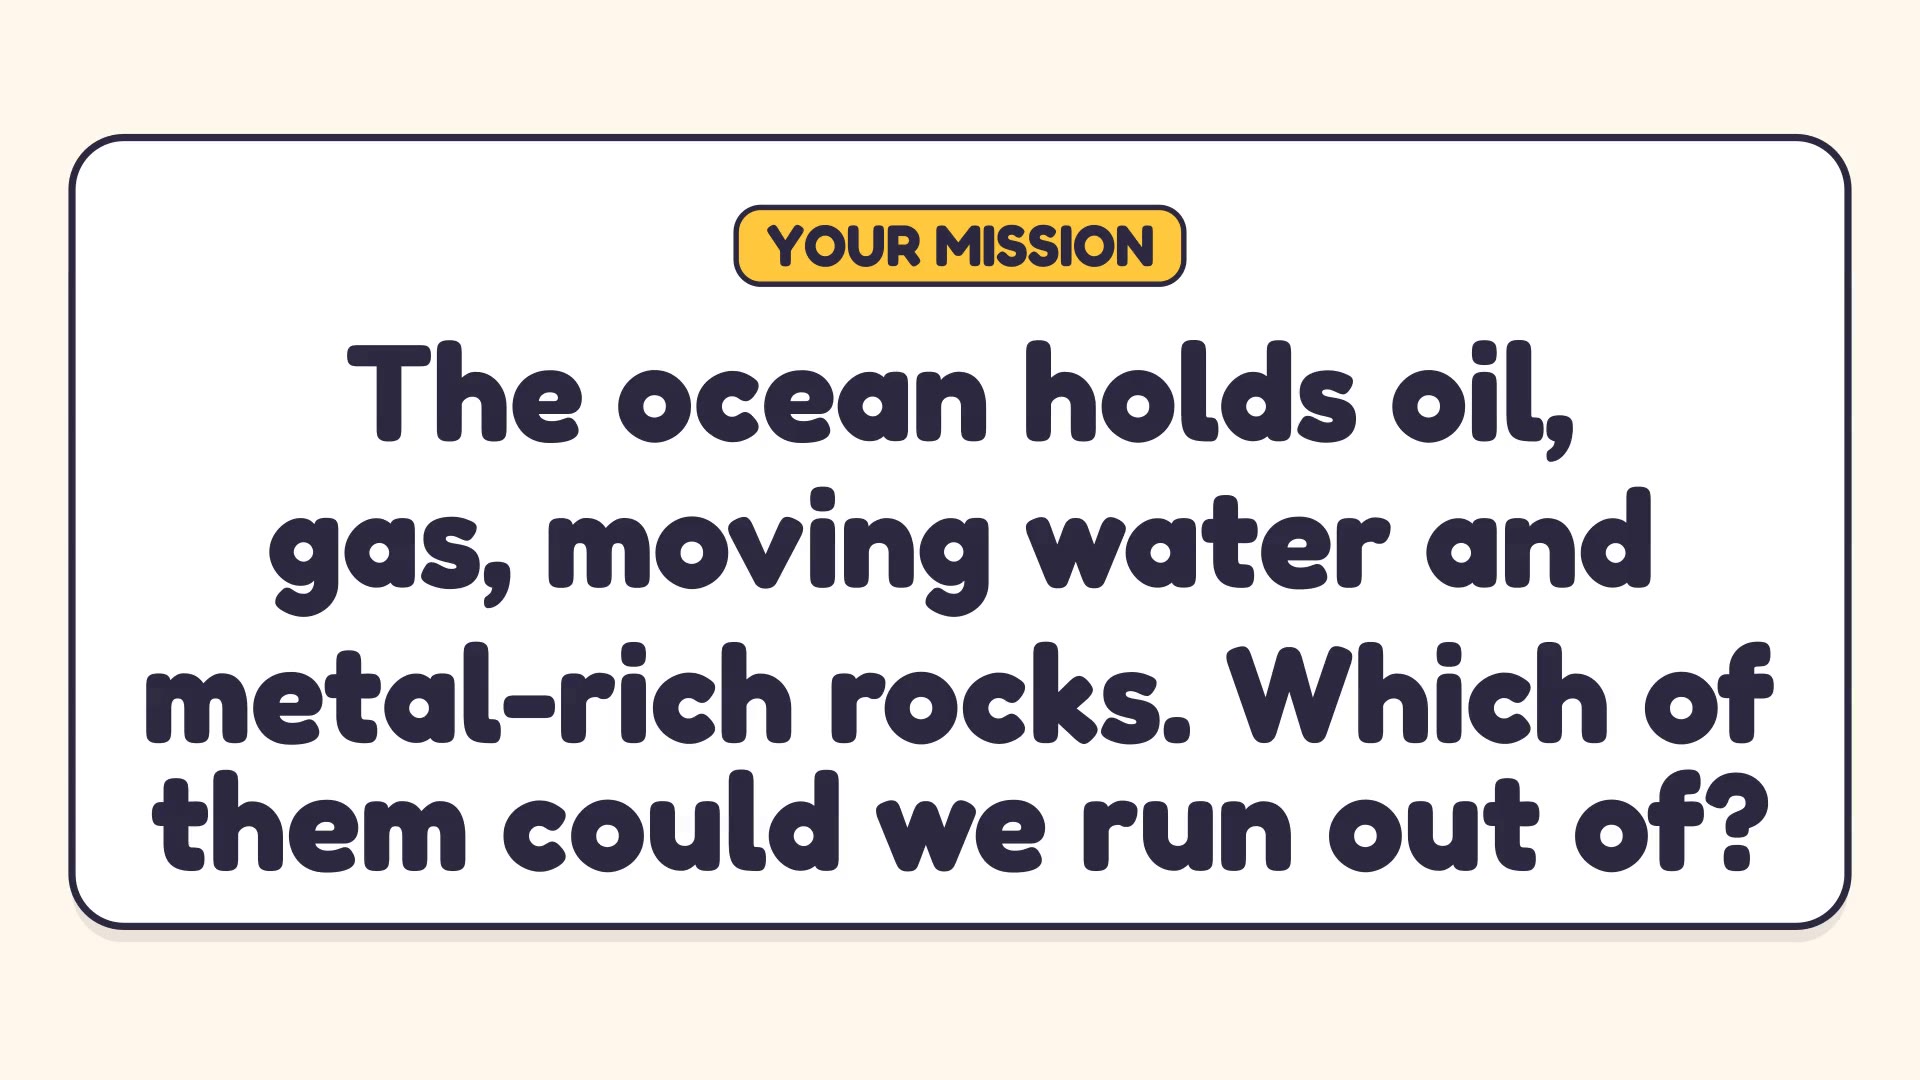 YOUR MISSION
The ocean holds oil,
gas, moving water and
metal-rich rocks. Which of
them could we run out of?